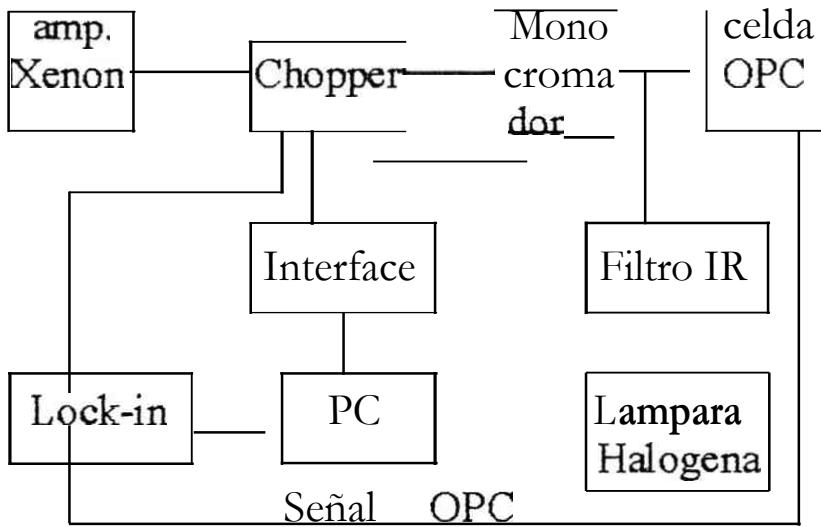 amp.
Xenon
Chopper
Mono
croma
dor
celda
OPC
Interface
Filtro IR
Lock-in
PC
Lampara
Halogena
Señal OPC